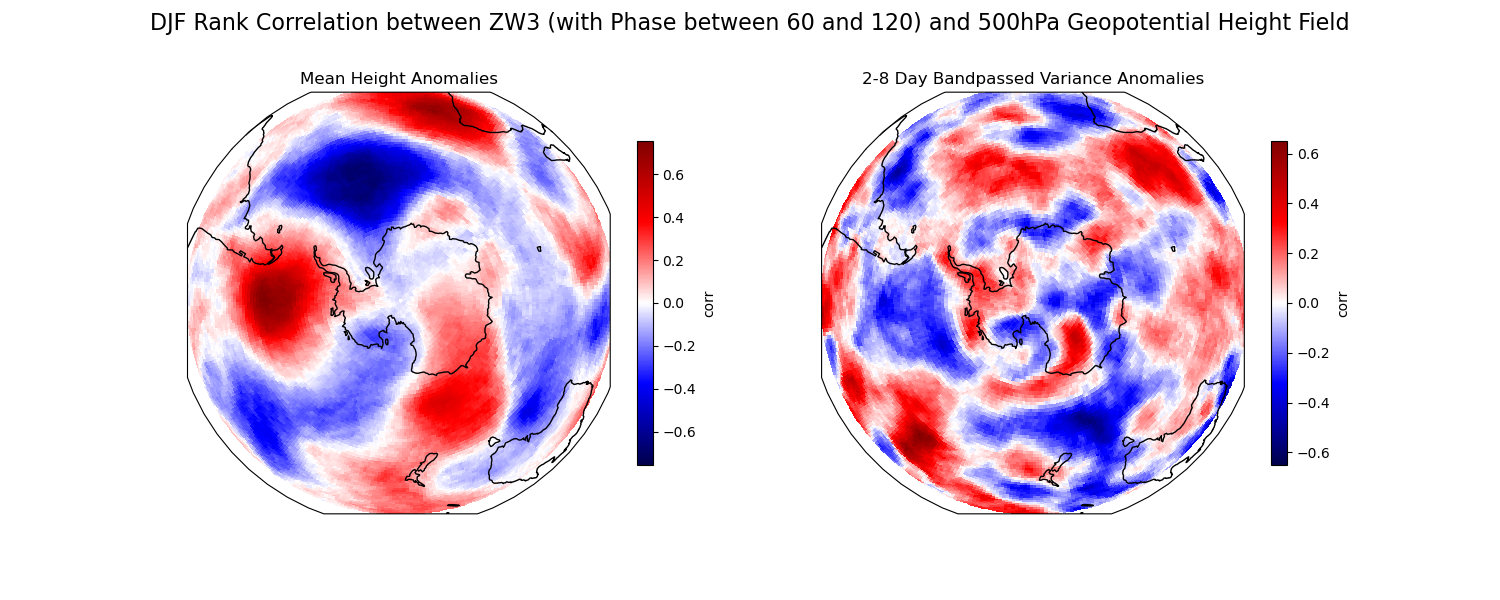 DJF Rank Correlation between ZW3 (with Phase between 60 and 120) and 500hPa Geopotential Height Field
Mean Height Anomalies
0.6
0.4
0.2
0.0
−0.2
−0.4
−0.6
corr
2-8 Day Bandpassed Variance Anomalies
0.6
0.4
0.2
0.0
−0.2
−0.4
−0.6
corr